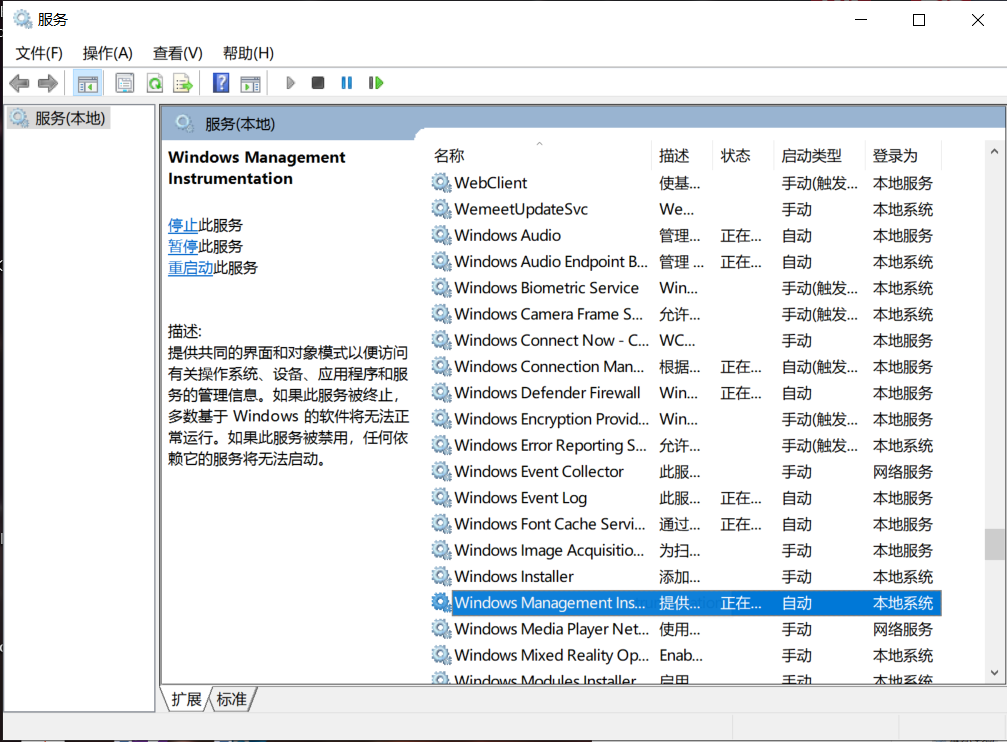 服务
文件(F) 操作(A) 查看(V) 帮助(H)
服务(本地)
服务(本地)
Windows Management
Instrumentation
停止此服务
暂停此服务
重启动此服务
描述:
提供共同的界面和对象模式以便访问
有关操作系统、设备、应用程序和服
务的管理信息。如果此服务被终止，
多数基于 Windows 的软件将无法正
常运行。如果此服务被禁用，任何依
赖它的服务将无法启动。
名称 描述 状态 启动类型 登录为
WebClient 使基... 手动(触发... 本地服务
WemeetUpdateSvc We... 手动 本地系统
Windows Audio 管理... 正在... 自动 本地服务
Windows Audio Endpoint B... 管理 ... 正在... 自动 本地系统
Windows Biometric Service Win... 手动(触发... 本地系统
Windows Camera Frame S... 允许... 手动(触发... 本地系统
Windows Connect Now - C... WC... 手动 本地服务
Windows Connection Man... 根据... 正在... 自动(触发... 本地服务
Windows Defender Firewall Win... 正在... 自动 本地服务
Windows Encryption Provid... Win... 手动(触发... 本地服务
Windows Error Reporting S... 允许... 手动(触发... 本地系统
Windows Event Collector 此服... 手动 网络服务
Windows Event Log 此服... 正在... 自动 本地服务
Windows Font Cache Servi... 通过... 正在... 自动 本地服务
Windows Image Acquisitio... 为扫... 手动 本地服务
Windows Installer 添加... 手动 本地系统
Windows Management Ins... 提供... 正在... 自动 本地系统
Windows Media Player Net... 使用... 手动 网络服务
Windows Mixed Reality Op... Enab... 手动 本地系统
Windows Modules Installer 启用... 手动 本地系统
扩展 标准